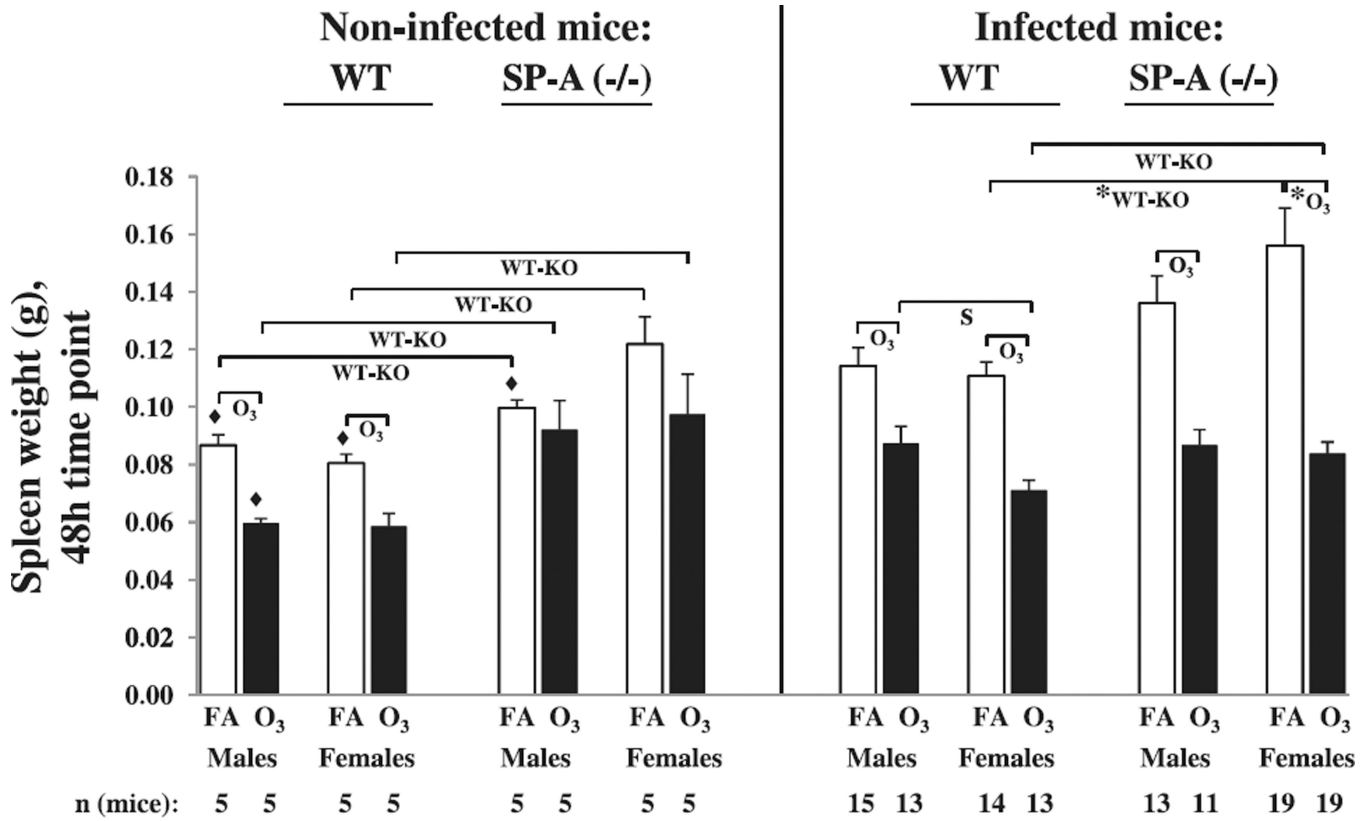 Non-infected mice:
Infected mice:
WT
SP-A (-/-)
WT
SP-A (-/-)
Spleen weight (g),
48h time point
0.18
0.16
0.14
0.12
0.10
0.08
0.06
0.04
0.02
0.00
WT-KO
WT-KO
WT-KO
WT-KO
O3
O3
WT-KO
*WT-KO
*O3
O3
S
O3
O3
FA O3 FA O3 FA O3 FA O3 FA O3 FA O3 FA O3 FA O3
Males Females Males Females Males Females Males Females
n (mice): 5 5 5 5 5 5 5 5 15 13 14 13 13 11 19 19